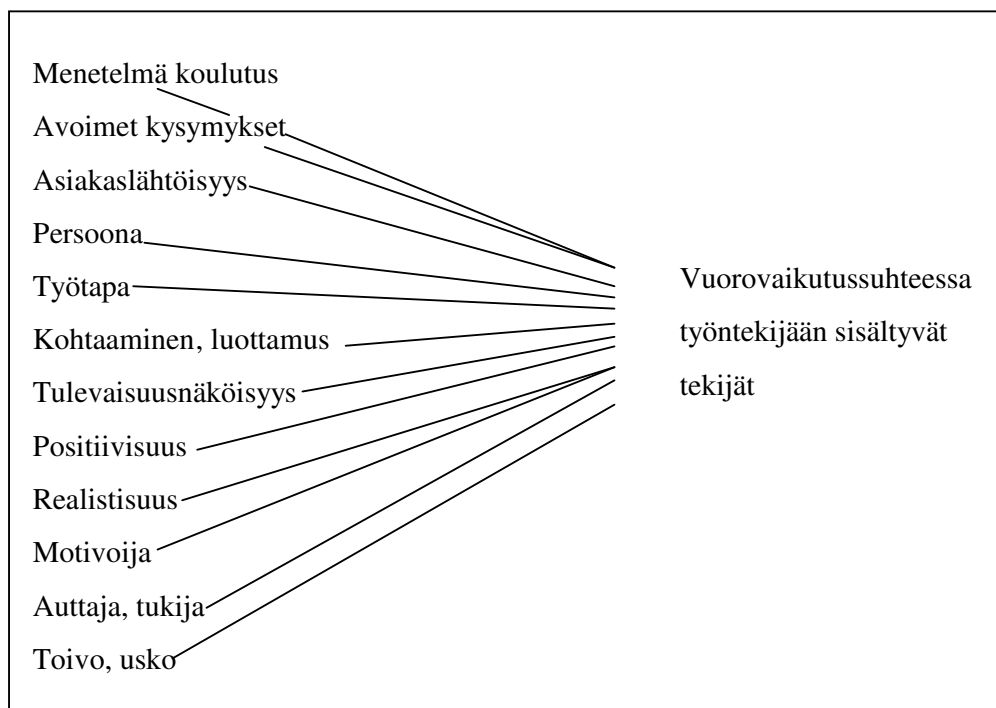 Menetelmä koulutus
Avoimet kysymykset
Asiakaslähtöisyys
Persoona
Työtapa
Kohtaaminen, luottamus
Tulevaisuusnäköisyys
Positiivisuus
Realistisuus
Motivoija
Auttaja, tukija
Toivo, usko
Vuorovaikutussuhteessa
työntekijään sisältyvät
tekijät